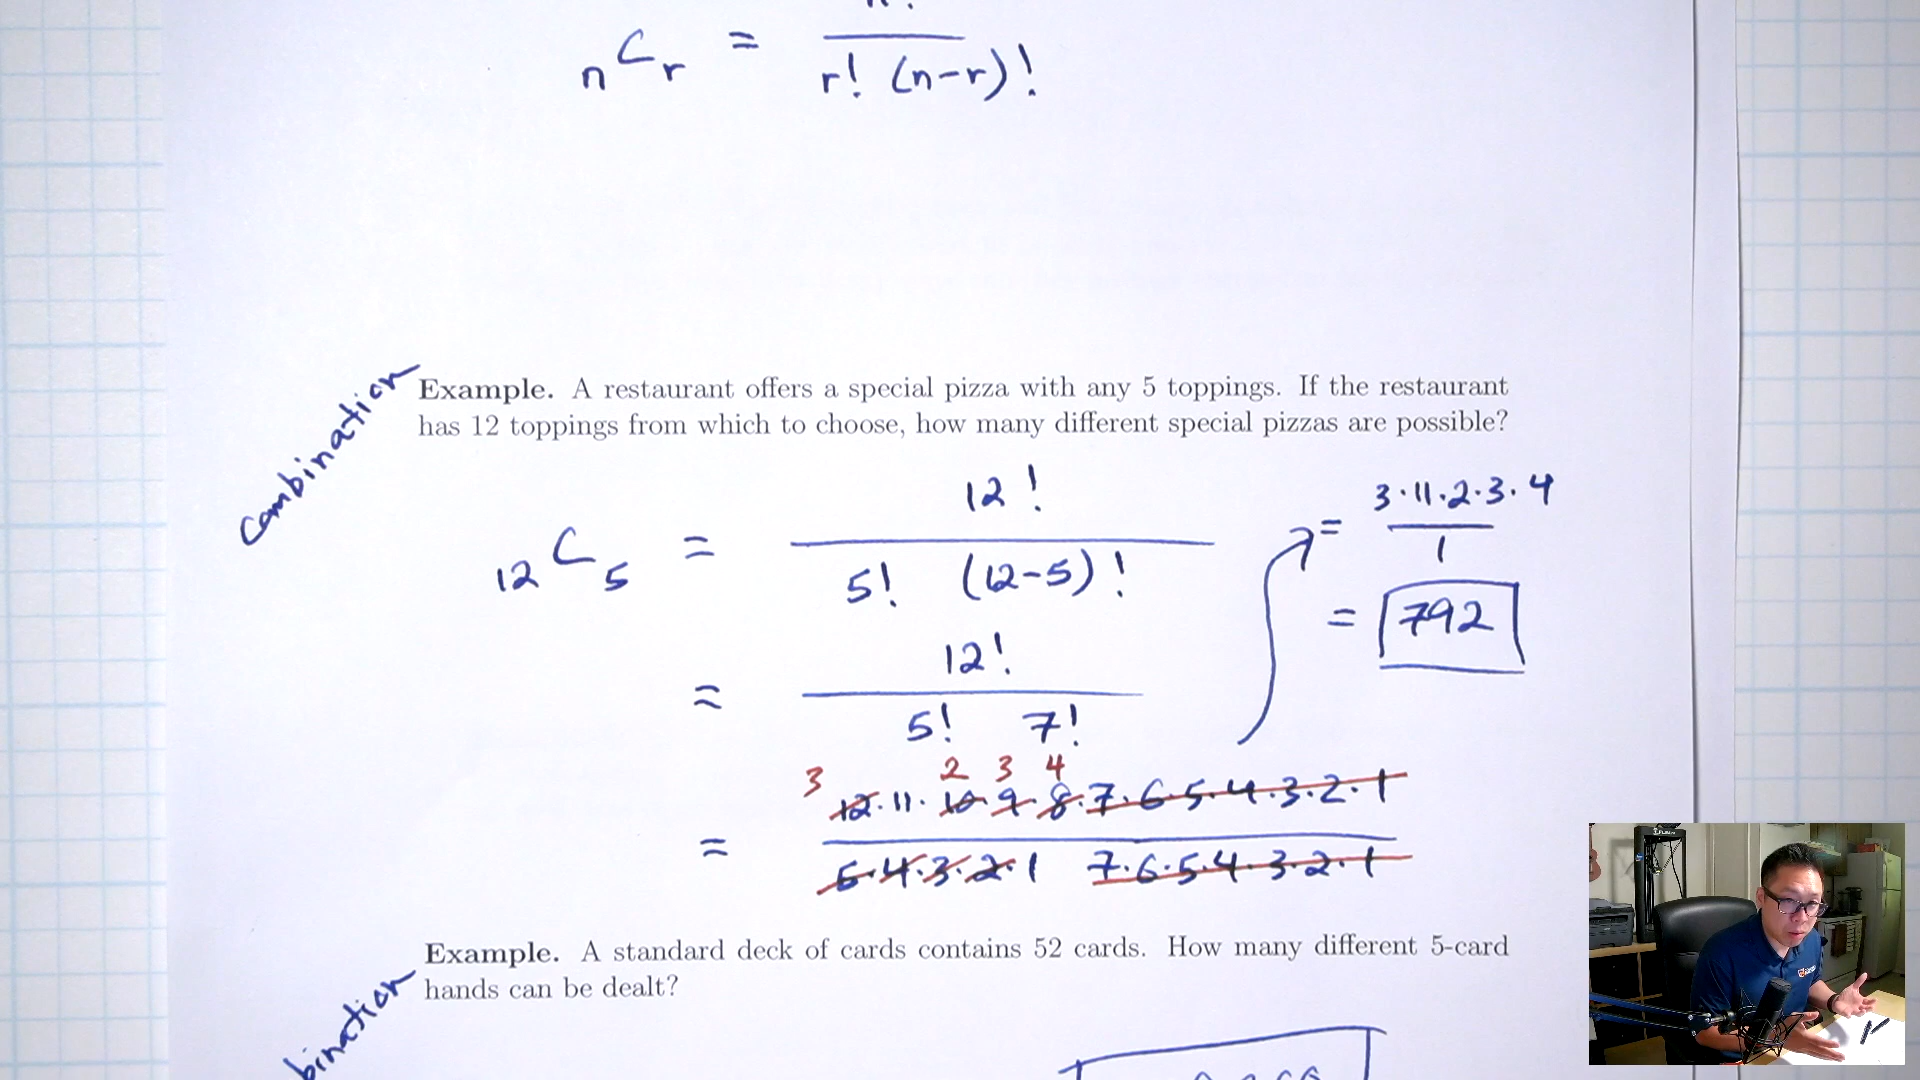 nCr = n!
r! (n-r)!
combination
Example. A restaurant offers a special pizza with any 5 toppings. If the restaurant
has 12 toppings from which to choose, how many different special pizzas are possible?
12C5 = 12!
5! (12-5)!
= 12!
5! 7!
3 2 3 4
= 12·11·10·9·8·7·6·5·4·3·2·1
5·4·3·2·1 7·6·5·4·3·2·1
= 3·11·2·3·4
1
= 792
Example. A standard deck of cards contains 52 cards. How many different 5-card
hands can be dealt?
bination